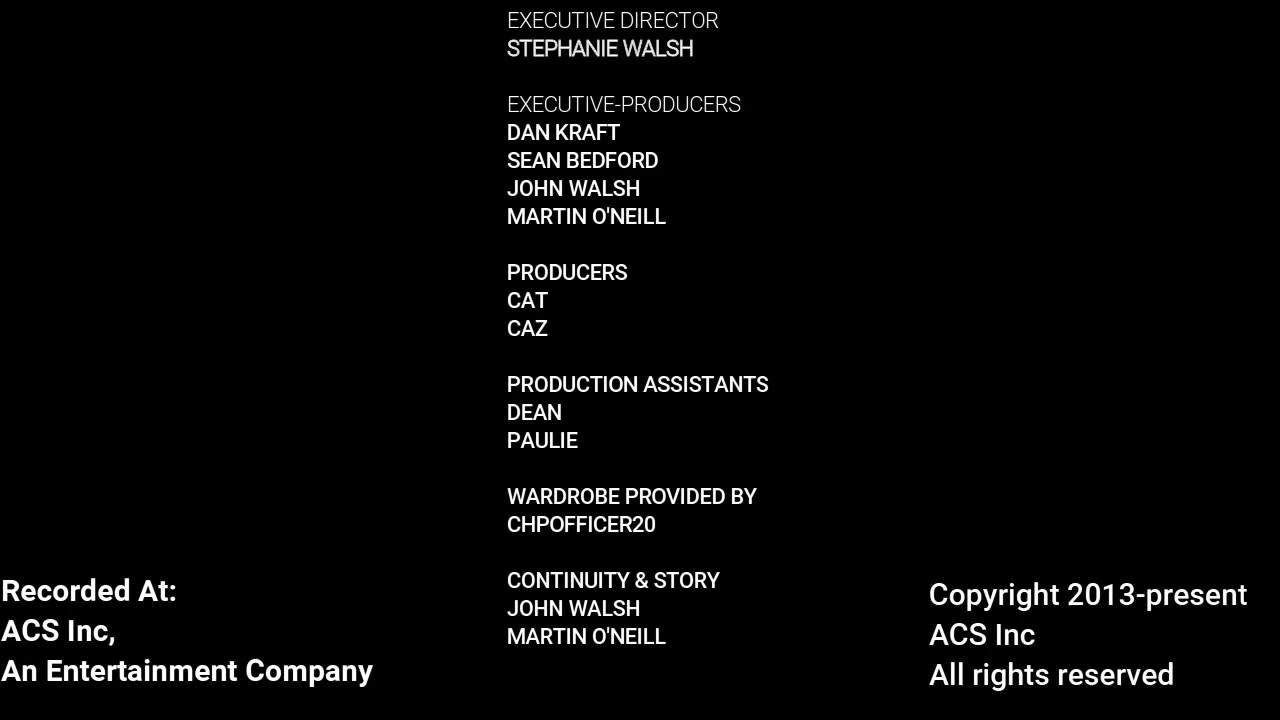 EXECUTIVE DIRECTOR
STEPHANIE WALSH
EXECUTIVE-PRODUCERS
DAN KRAFT
SEAN BEDFORD
JOHN WALSH
MARTIN O'NEILL
PRODUCERS
CAT
CAZ
PRODUCTION ASSISTANTS
DEAN
PAULIE
WARDROBE PROVIDED BY
CHPOFFICER20
CONTINUITY & STORY
JOHN WALSH
MARTIN O'NEILL
Recorded At:
ACS Inc,
An Entertainment Company
Copyright 2013-present
ACS Inc
All rights reserved